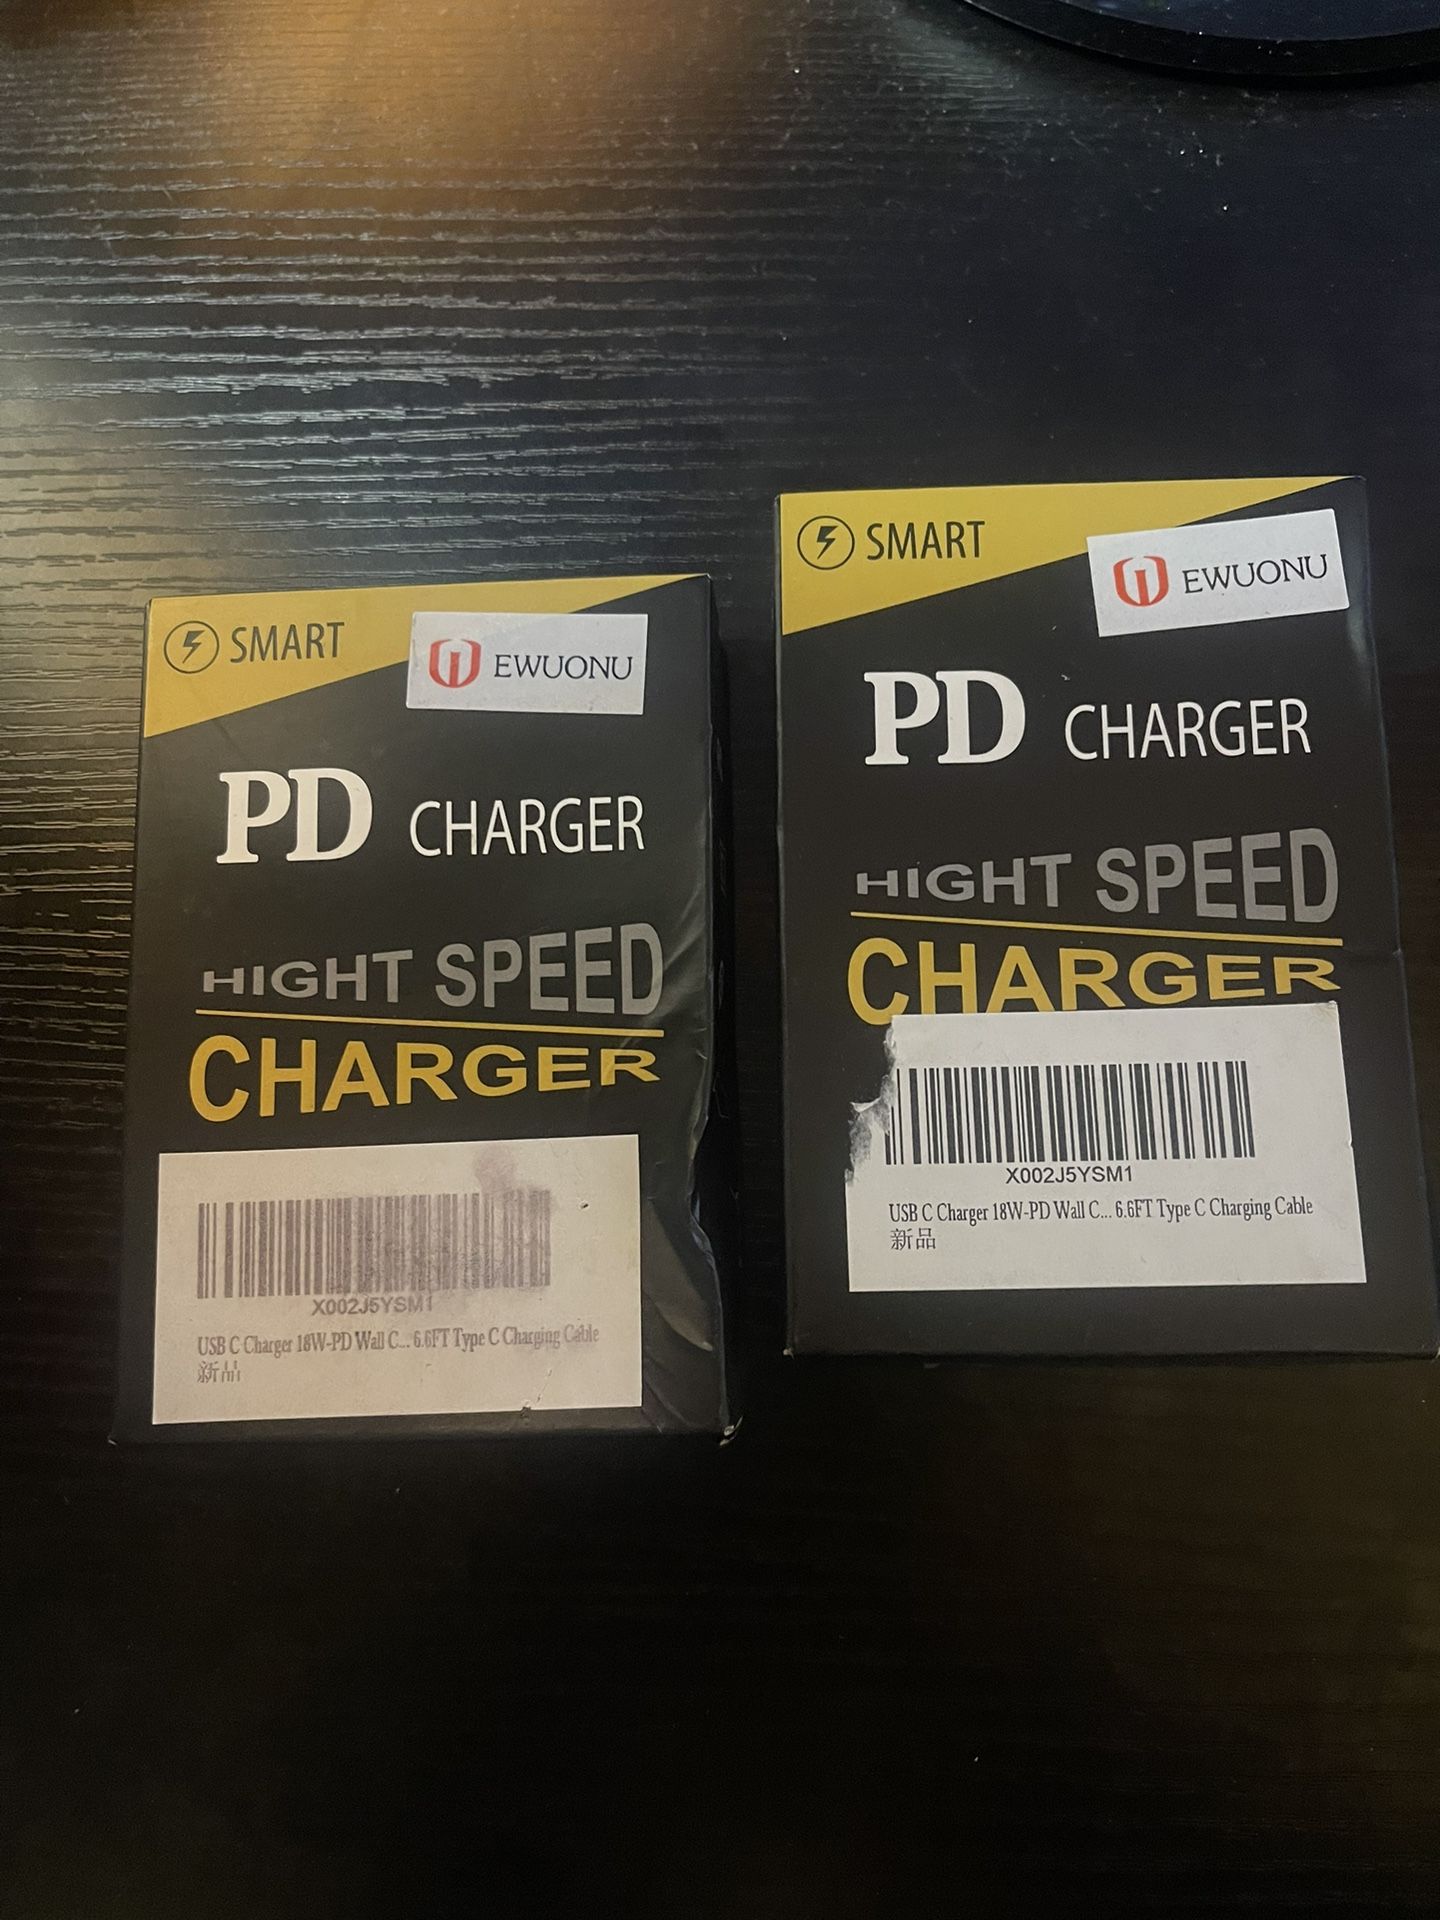 SMART
EWUONU
PD CHARGER
HIGHT SPEED
CHARGER
X002J5YSM1
USB C Charger 18W-PD Wall C... 6.6FT Type C Charging Cable
新品
SMART
EWUONU
PD CHARGER
HIGHT SPEED
CHARGER
X002J5YSM1
USB C Charger 18W-PD Wall C... 6.6FT Type C Charging Cable
新品